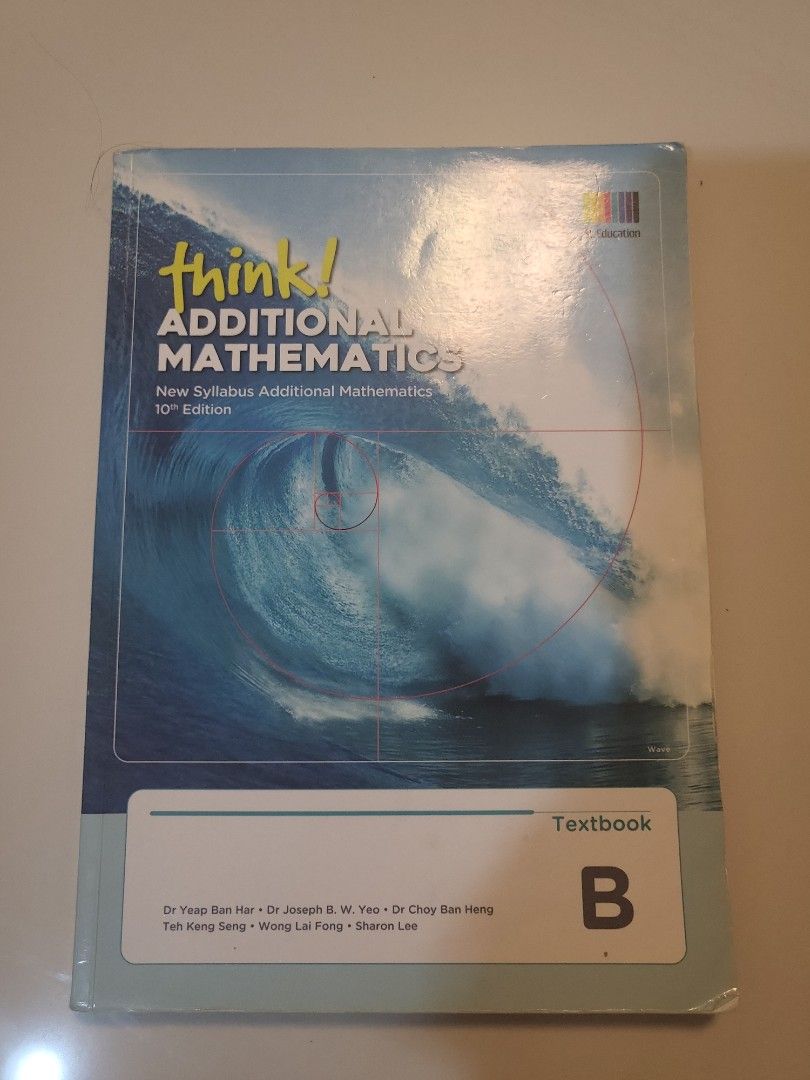 Education
think!
ADDITIONAL
MATHEMATICS
New Syllabus Additional Mathematics
10th Edition
Wave
Textbook
B
Dr Yeap Ban Har • Dr Joseph B. W. Yeo • Dr Choy Ban Heng
Teh Keng Seng • Wong Lai Fong • Sharon Lee